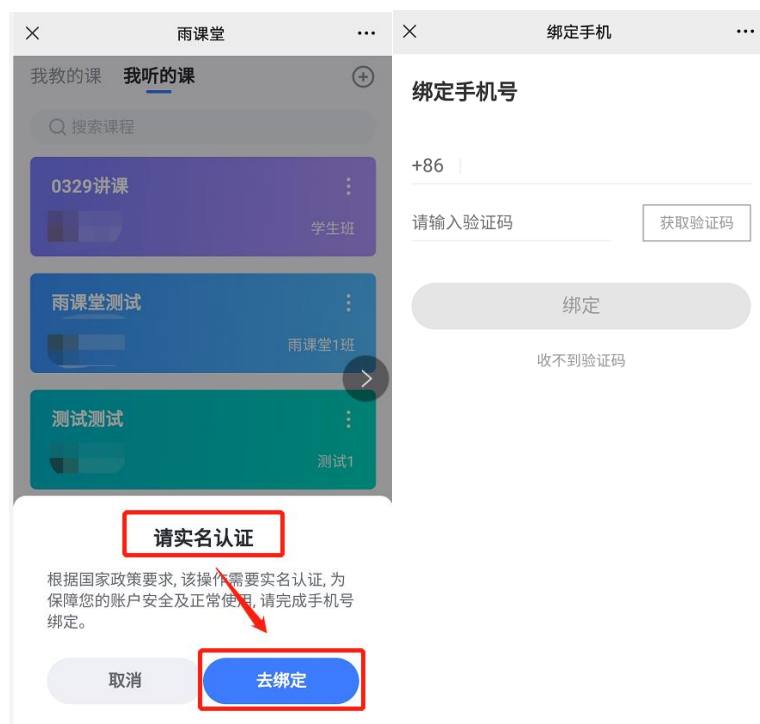 雨课堂
我教的课 我听的课
搜索课程
0329讲课
学生班
雨课堂测试
雨课堂1班
测试测试
测试1
请实名认证
根据国家政策要求,该操作需要实名认证,为
保障您的账户安全及正常使用,请完成手机号
绑定。
取消 去绑定
绑定手机
绑定手机号
+86
请输入验证码 获取验证码
绑定
收不到验证码